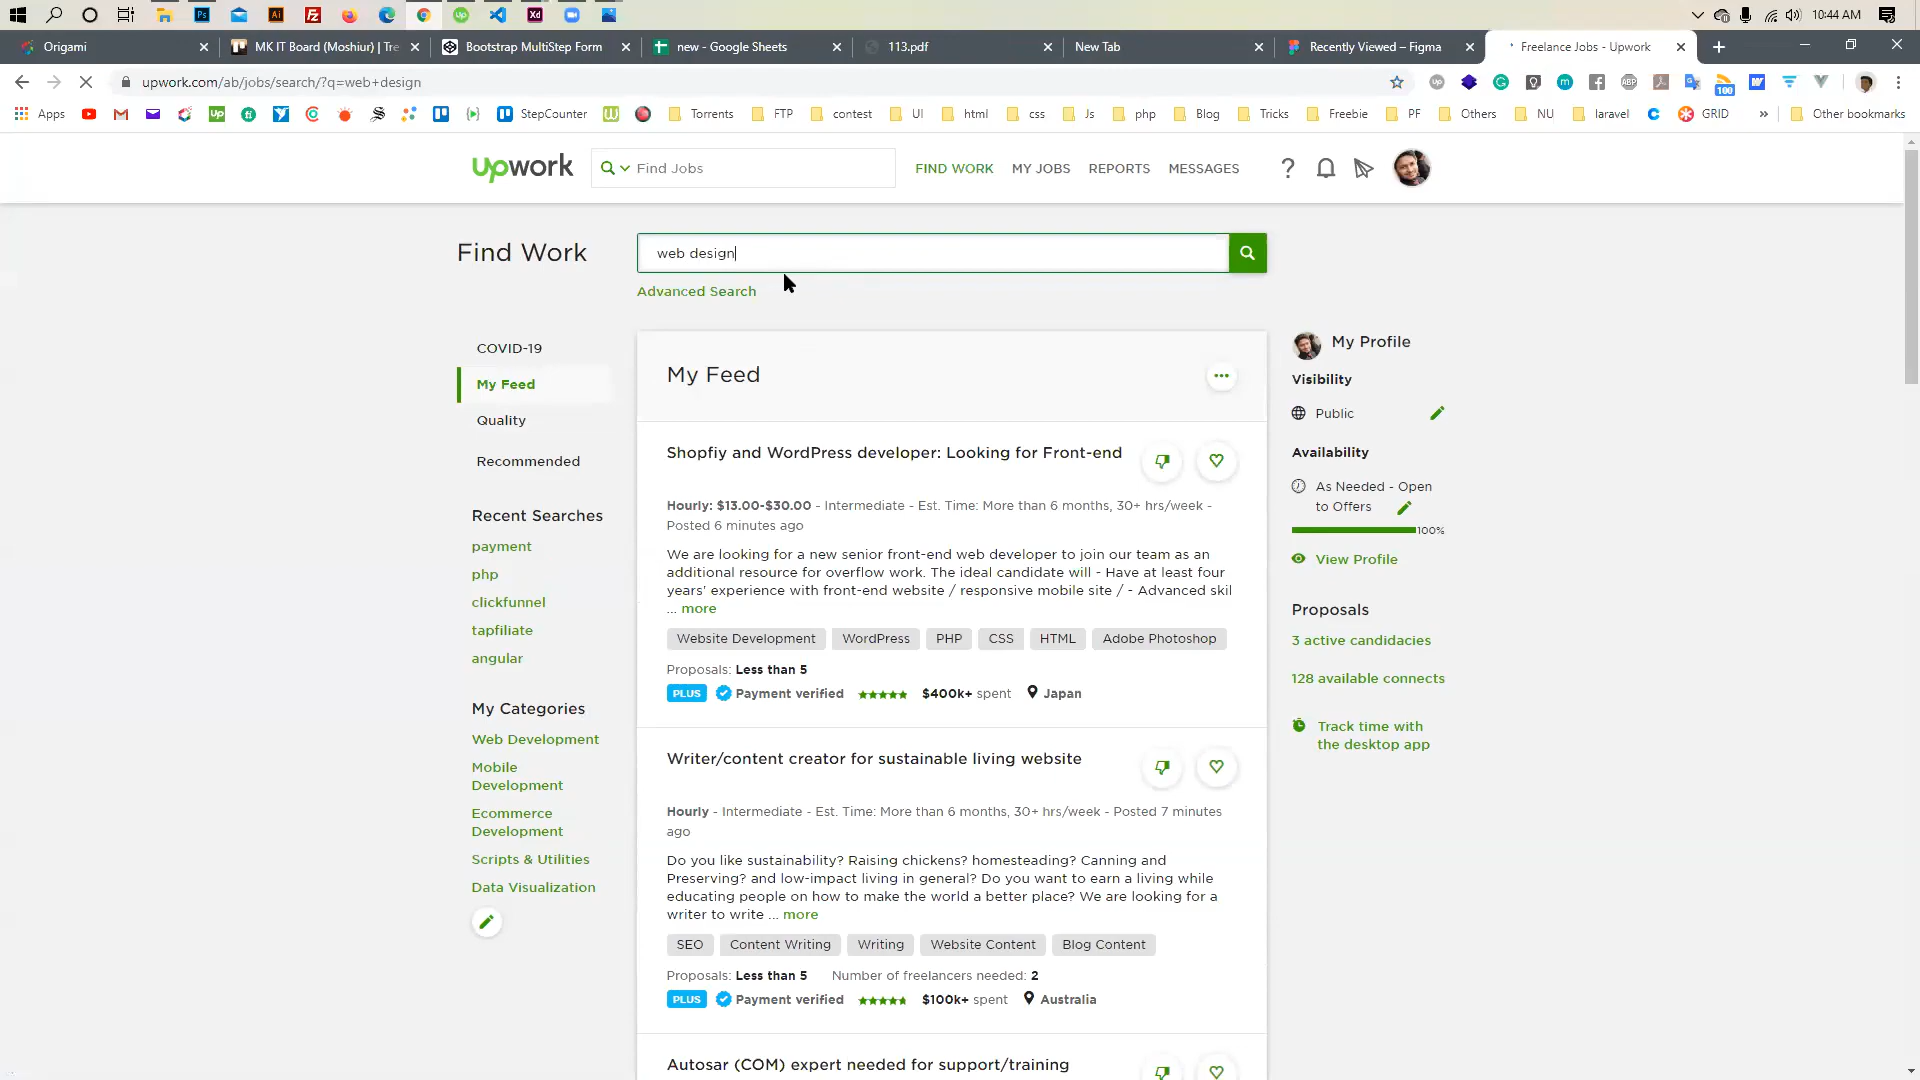 10:44 AM
Origami
MK IT Board (Moshiur) | Tre
Bootstrap MultiStep Form
new - Google Sheets
113.pdf
New Tab
Recently Viewed – Figma
Freelance Jobs - Upwork
upwork.com/ab/jobs/search/?q=web+design
Apps
StepCounter
Torrents
FTP
contest
UI
html
css
Js
php
Blog
Tricks
Freebie
PF
Others
NU
laravel
GRID
Other bookmarks
upwork
Find Jobs
FIND WORK
MY JOBS
REPORTS
MESSAGES
Find Work
web design
Advanced Search
COVID-19
My Feed
Quality
Recommended
Recent Searches
payment
php
clickfunnel
tapfiliate
angular
My Categories
Web Development
Mobile
Development
Ecommerce
Development
Scripts & Utilities
Data Visualization
My Feed
Shopfiy and WordPress developer: Looking for Front-end
Hourly: $13.00-$30.00 - Intermediate - Est. Time: More than 6 months, 30+ hrs/week -
Posted 6 minutes ago
We are looking for a new senior front-end web developer to join our team as an
additional resource for overflow work. The ideal candidate will - Have at least four
years' experience with front-end website / responsive mobile site / - Advanced skil
... more
Website Development
WordPress
PHP
CSS
HTML
Adobe Photoshop
Proposals: Less than 5
PLUS Payment verified $400k+ spent Japan
Writer/content creator for sustainable living website
Hourly - Intermediate - Est. Time: More than 6 months, 30+ hrs/week - Posted 7 minutes
ago
Do you like sustainability? Raising chickens? homesteading? Canning and
Preserving? and low-impact living in general? Do you want to earn a living while
educating people on how to make the world a better place? We are looking for a
writer to write ... more
SEO
Content Writing
Writing
Website Content
Blog Content
Proposals: Less than 5 Number of freelancers needed: 2
PLUS Payment verified $100k+ spent Australia
Autosar (COM) expert needed for support/training
My Profile
Visibility
Public
Availability
As Needed - Open
to Offers
100%
View Profile
Proposals
3 active candidacies
128 available connects
Track time with
the desktop app